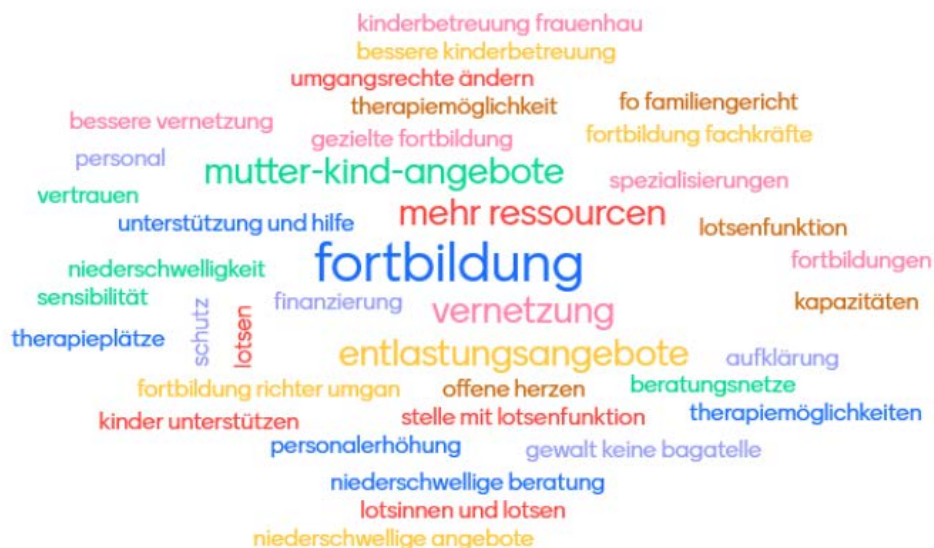 kinderbetreuung frauenhau
bessere kinderbetreuung
umgangsrechte ändern
therapiemöglichkeit
fo familiengericht
bessere vernetzung
gezielte fortbildung
fortbildung fachkräfte
personal
mutter-kind-angebote
spezialisierungen
vertrauen
mehr ressourcen
unterstützung und hilfe
lotsenfunktion
fortbildung
fortbildungen
niederschwelligkeit
sensibilität
schutz
lotsen
finanzierung
vernetzung
kapazitäten
therapieplätze
entlastungsangebote
aufklärung
fortbildung richter umgan
offene herzen
beratungsnetze
kinder unterstützen
stelle mit lotsenfunktion
therapiemöglichkeiten
personalerhöhung
gewalt keine bagatelle
niederschwellige beratung
lotsinnen und lotsen
niederschwellige angebote